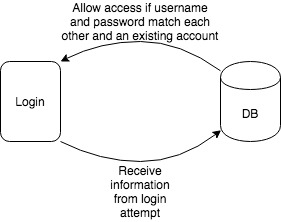 Allow access if username
and password match each
other and an existing account
Login
DB
Receive
information
from login
attempt